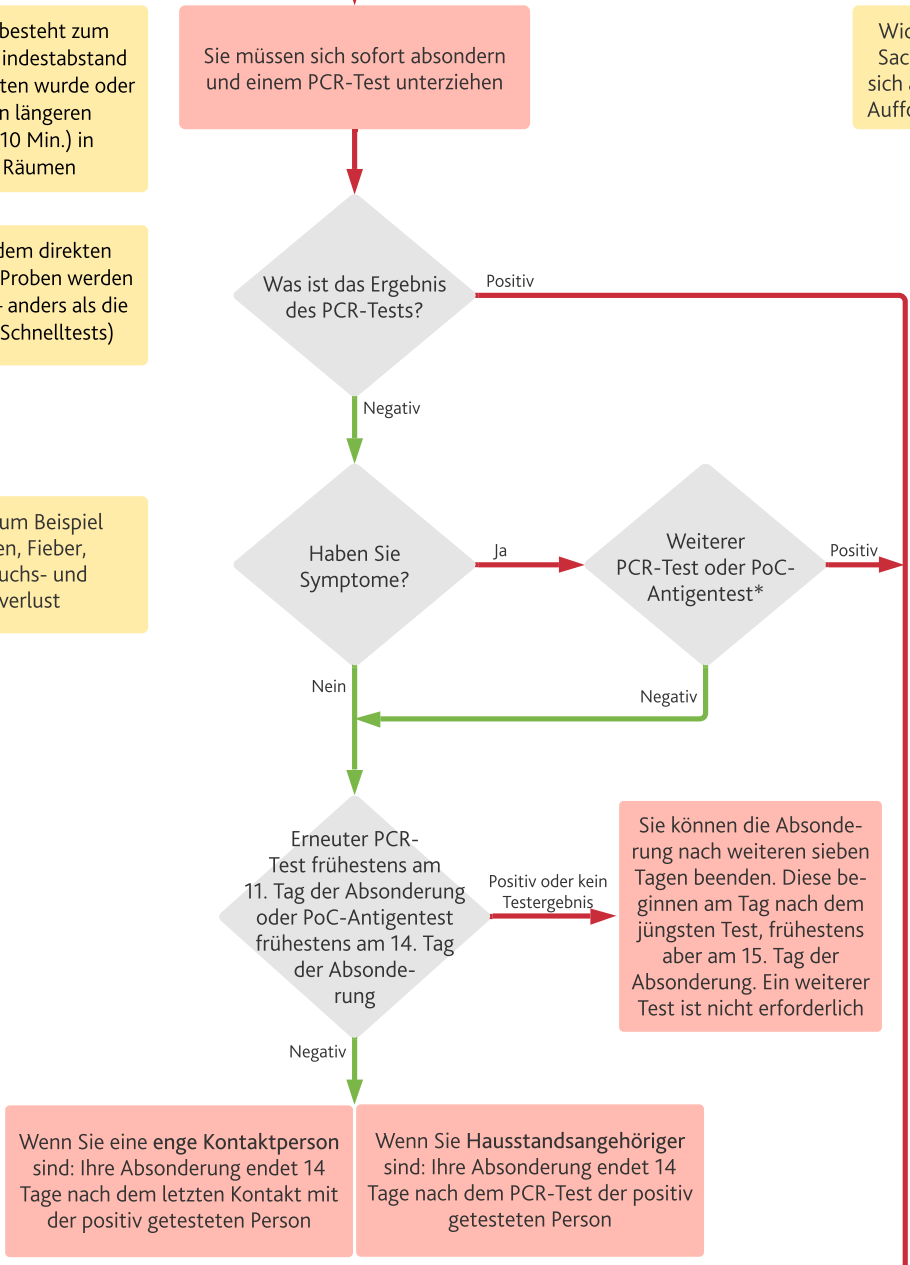 besteht zum
indestabstand
ten wurde oder
n längeren
10 Min.) in
Räumen
Sie müssen sich sofort absondern
und einem PCR-Test unterziehen
Wic
Sac
sich
Auffo
dem direkten
Proben werden
- anders als die
Schnelltests)
Was ist das Ergebnis
des PCR-Tests?
Positiv
Negativ
um Beispiel
en, Fieber,
uchs- und
verlust
Haben Sie
Symptome?
Ja
Weiterer
PCR-Test oder PoC-
Antigentest*
Positiv
Nein
Negativ
Erneuter PCR-
Test frühestens am
11. Tag der Absonderung
oder PoC-Antigentest
frühestens am 14. Tag
der Absonde-
rung
Positiv oder kein
Testergebnis
Sie können die Absonde-
rung nach weiteren sieben
Tagen beenden. Diese be-
ginnen am Tag nach dem
jüngsten Test, frühestens
aber am 15. Tag der
Absonderung. Ein weiterer
Test ist nicht erforderlich
Negativ
Wenn Sie eine enge Kontaktperson
sind: Ihre Absonderung endet 14
Tage nach dem letzten Kontakt mit
der positiv getesteten Person
Wenn Sie Hausstandsangehöriger
sind: Ihre Absonderung endet 14
Tage nach dem PCR-Test der positiv
getesteten Person